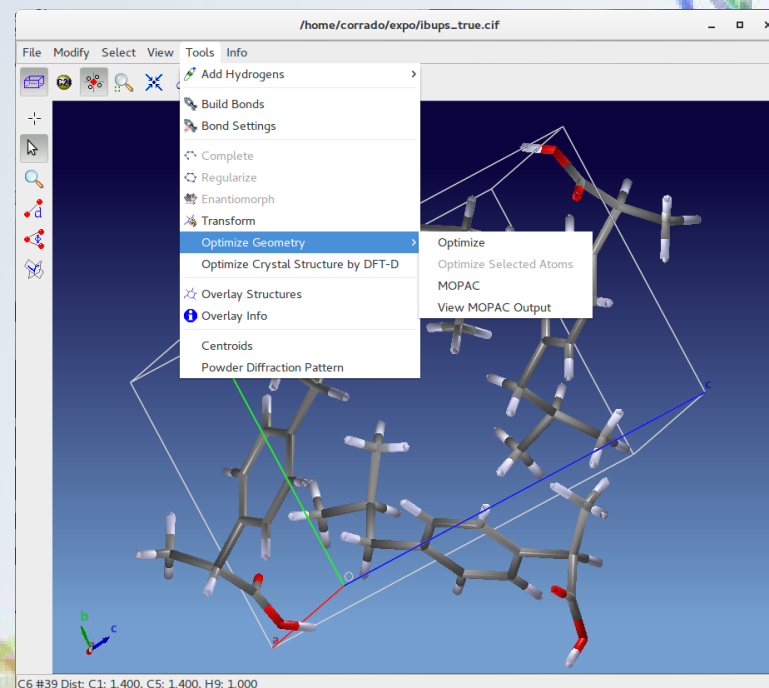 /home/corrado/expo/ibups_true.cif
File Modify Select View Tools Info
Add Hydrogens
Build Bonds
Bond Settings
Complete
Regularize
Enantiomorph
Transform
Optimize Geometry
Optimize Crystal Structure by DFT-D
Overlay Structures
Overlay Info
Centroids
Powder Diffraction Pattern
Optimize
Optimize Selected Atoms
MOPAC
View MOPAC Output
d
c
O
a
b
c
C6 #39 Dist: C1: 1.400, C5: 1.400, H9: 1.000